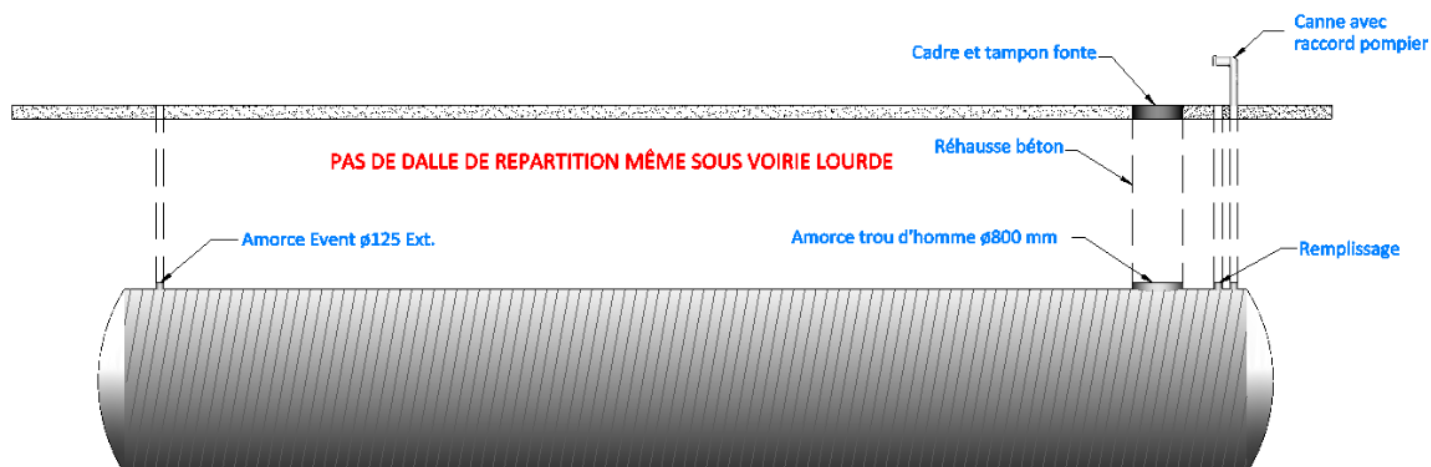 Canne avec
raccord pompier
Cadre et tampon fonte
PAS DE DALLE DE REPARTITION MÊME SOUS VOIRIE LOURDE
Réhausse béton
Amorce Event ø125 Ext.
Amorce trou d'homme ø800 mm
Remplissage